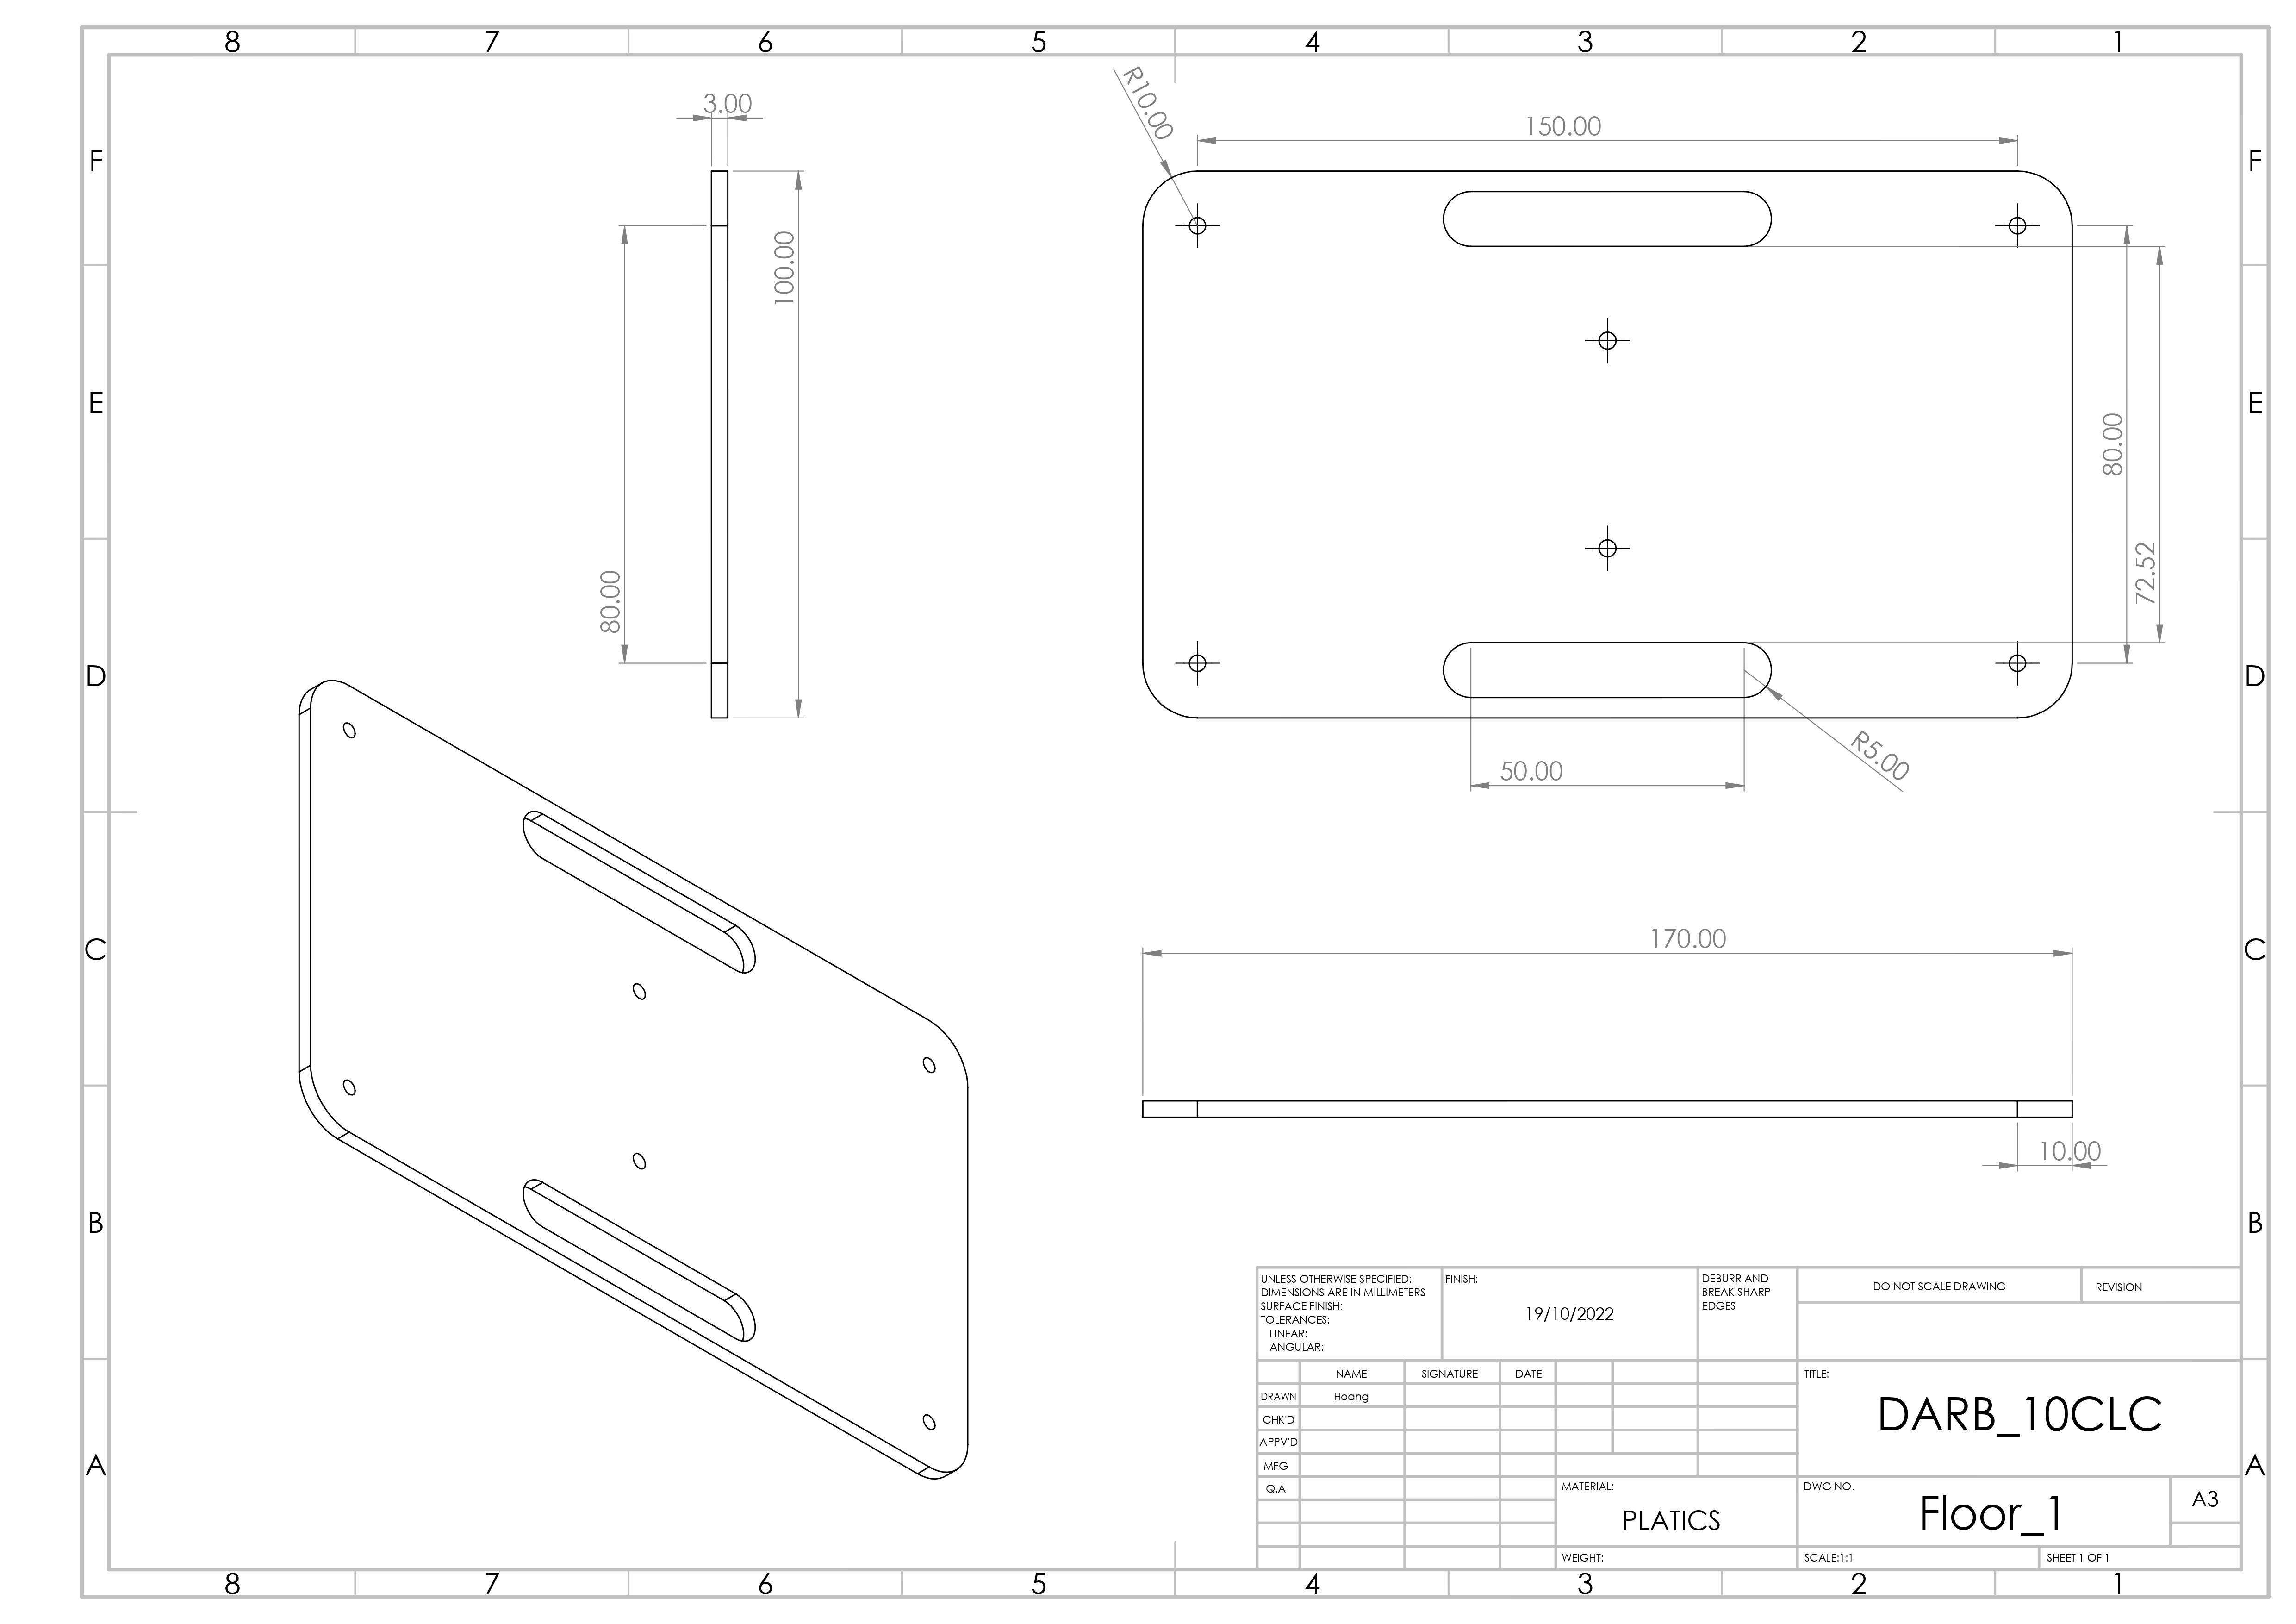 8 7 6 5 4 3 2 1
F F
E E
D D
C C
B B
A A
3.00
100.00
80.00
R10.00
150.00
80.00
72.52
50.00
R5.00
170.00
10.00
UNLESS OTHERWISE SPECIFIED:
DIMENSIONS ARE IN MILLIMETERS
SURFACE FINISH:
TOLERANCES:
LINEAR:
ANGULAR:
FINISH:
19/10/2022
DEBURR AND
BREAK SHARP
EDGES
DO NOT SCALE DRAWING
REVISION
NAME SIGNATURE DATE
DRAWN Hoang
CHK'D
APPV'D
MFG
Q.A
TITLE:
DARB_10CLC
MATERIAL:
PLATICS
DWG NO.
Floor_1
A3
WEIGHT:
SCALE:1:1
SHEET 1 OF 1
8 7 6 5 4 3 2 1